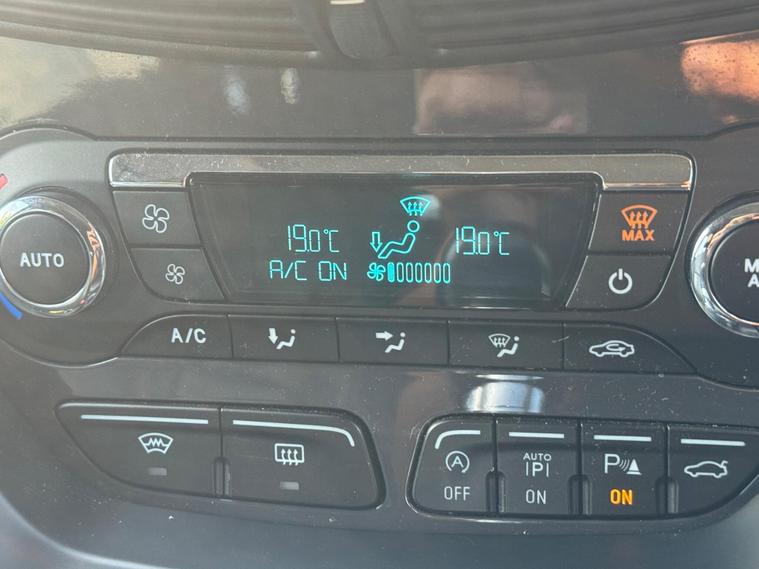 19.0°C 19.0°C
MAX
AUTO
A/C ON
A/C
AUTO
P P
OFF ON ON